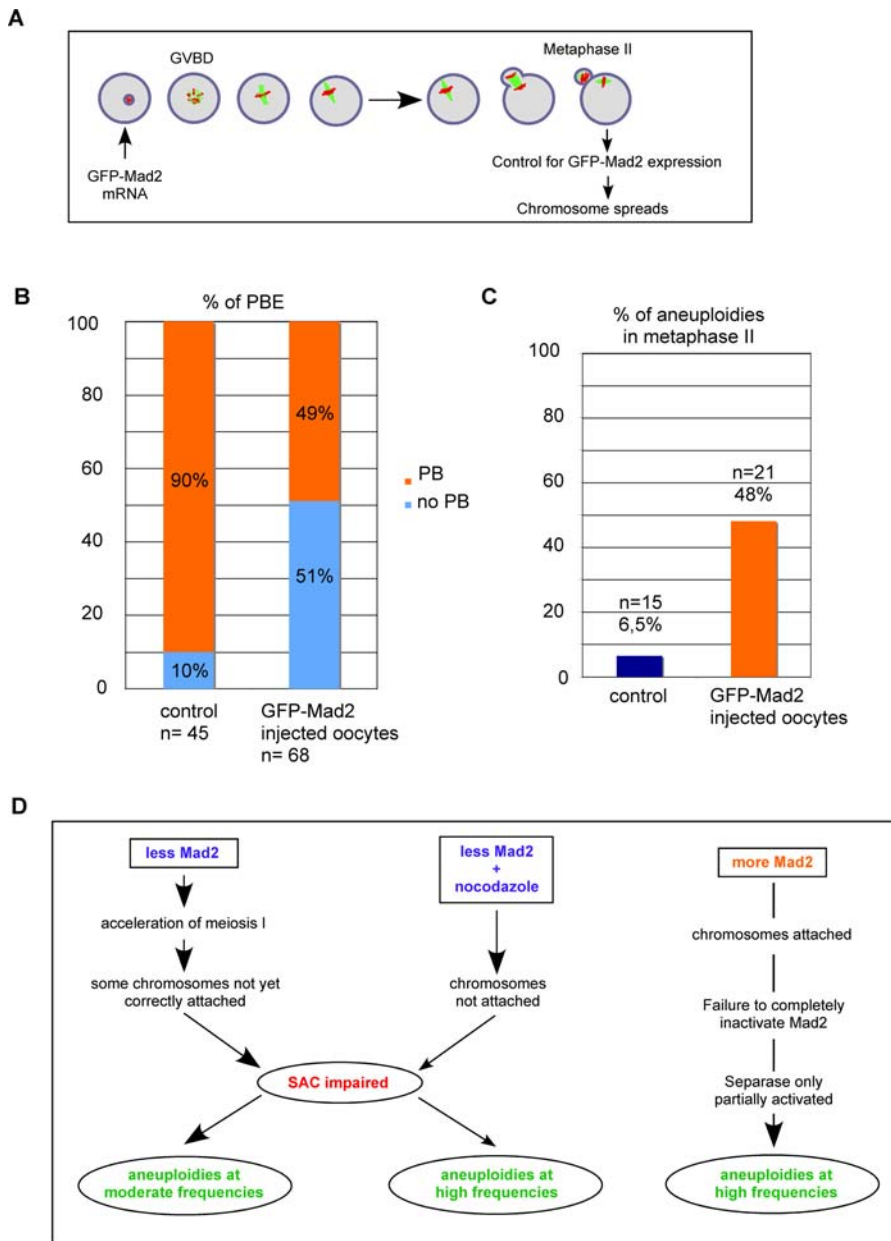 A
GVBD
Metaphase II
GFP-Mad2
mRNA
Control for GFP-Mad2 expression
Chromosome spreads
B
% of PBE
100
80
60
40
20
0
90%
10%
49%
51%
PB
no PB
control
n= 45
GFP-Mad2
injected oocytes
n= 68
C
% of aneuploidies
in metaphase II
100
80
60
40
20
0
n=15
6,5%
n=21
48%
control
GFP-Mad2
injected oocytes
D
less Mad2
acceleration of meiosis I
some chromosomes not yet
correctly attached
less Mad2
+
nocodazole
chromosomes
not attached
SAC impaired
aneuploidies at
moderate frequencies
aneuploidies at
high frequencies
more Mad2
chromosomes attached
Failure to completely
inactivate Mad2
Separase only
partially activated
aneuploidies at
high frequencies